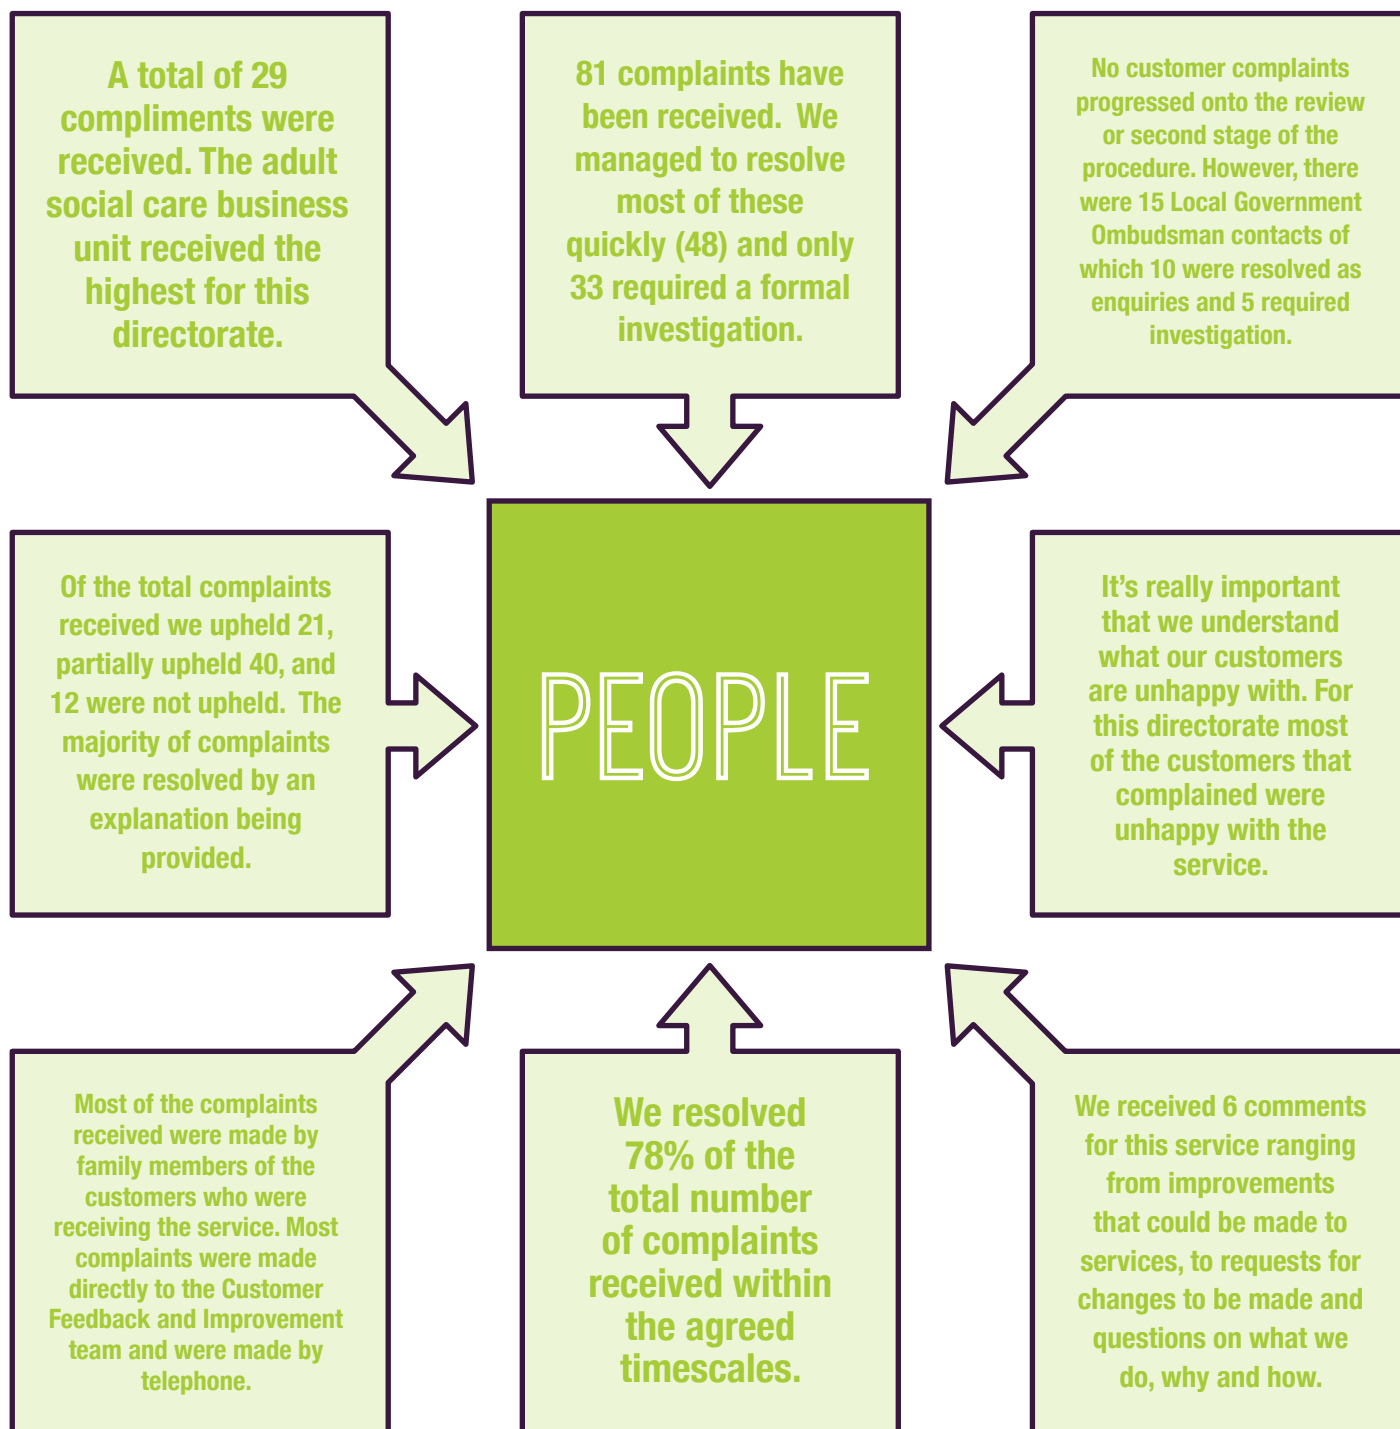 A total of 29
compliments were
received. The adult
social care business
unit received the
highest for this
directorate.
81 complaints have
been received.  We
managed to resolve
most of these
quickly (48) and only
33 required a formal
investigation.
No customer complaints
progressed onto the review
or second stage of the
procedure. However, there
were 15 Local Government
Ombudsman contacts of
which 10 were resolved as
enquiries and 5 required
investigation.
Of the total complaints
received we upheld 21,
partially upheld 40, and
12 were not upheld.  The
majority of complaints
were resolved by an
explanation being
provided.
PEOPLE
It’s really important
that we understand
what our customers
are unhappy with. For
this directorate most
of the customers that
complained were
unhappy with the
service.
Most of the complaints
received were made by
family members of the
customers who were
receiving the service. Most
complaints were made
directly to the Customer
Feedback and Improvement
team and were made by
telephone.
We resolved
78% of the
total number
of complaints
received within
the agreed
timescales.
We received 6 comments
for this service ranging
from improvements
that could be made to
services, to requests for
changes to be made and
questions on what we
do, why and how.